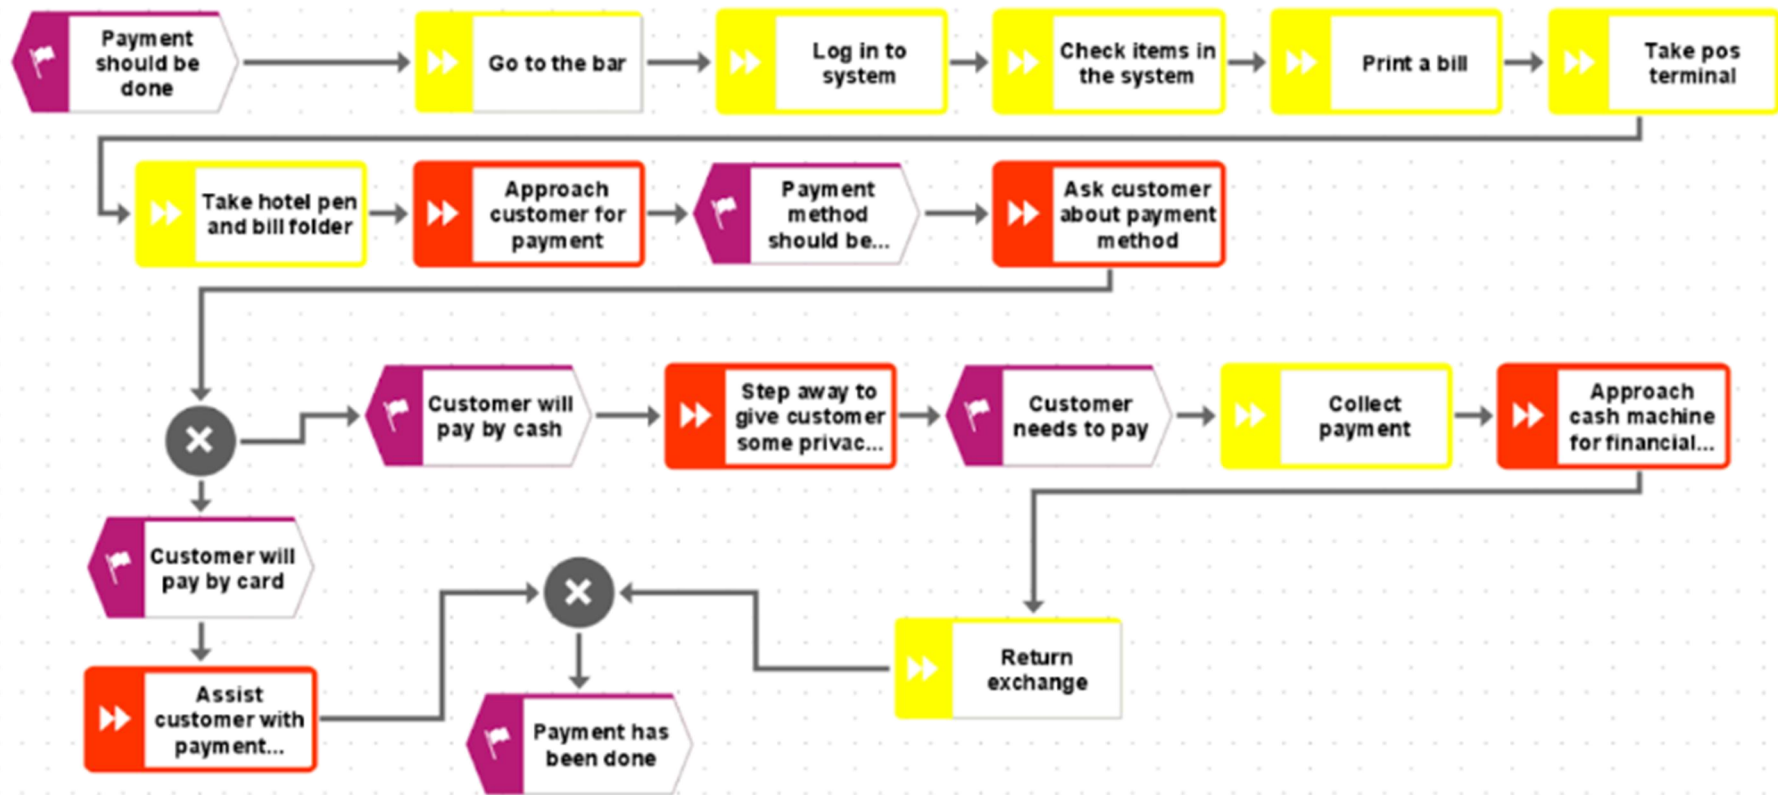 Payment
should be
done
Go to the bar
Log in to
system
Check items in
the system
Print a bill
Take pos
terminal
Take hotel pen
and bill folder
Approach
customer for
payment
Payment
method
should be...
Ask customer
about payment
method
Customer will
pay by cash
Step away to
give customer
some privac...
Customer
needs to pay
Collect
payment
Approach
cash machine
for financial...
Customer will
pay by card
Return
exchange
Assist
customer with
payment...
Payment has
been done